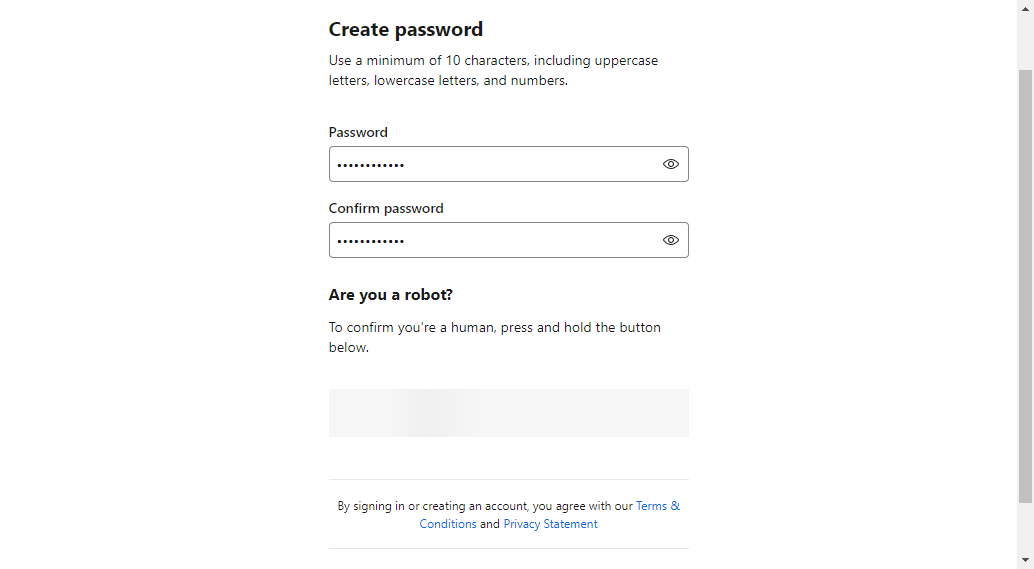 Create password
Use a minimum of 10 characters, including uppercase
letters, lowercase letters, and numbers.
Password
••••••••••••
Confirm password
••••••••••••
Are you a robot?
To confirm you're a human, press and hold the button
below.
By signing in or creating an account, you agree with our Terms &
Conditions and Privacy Statement